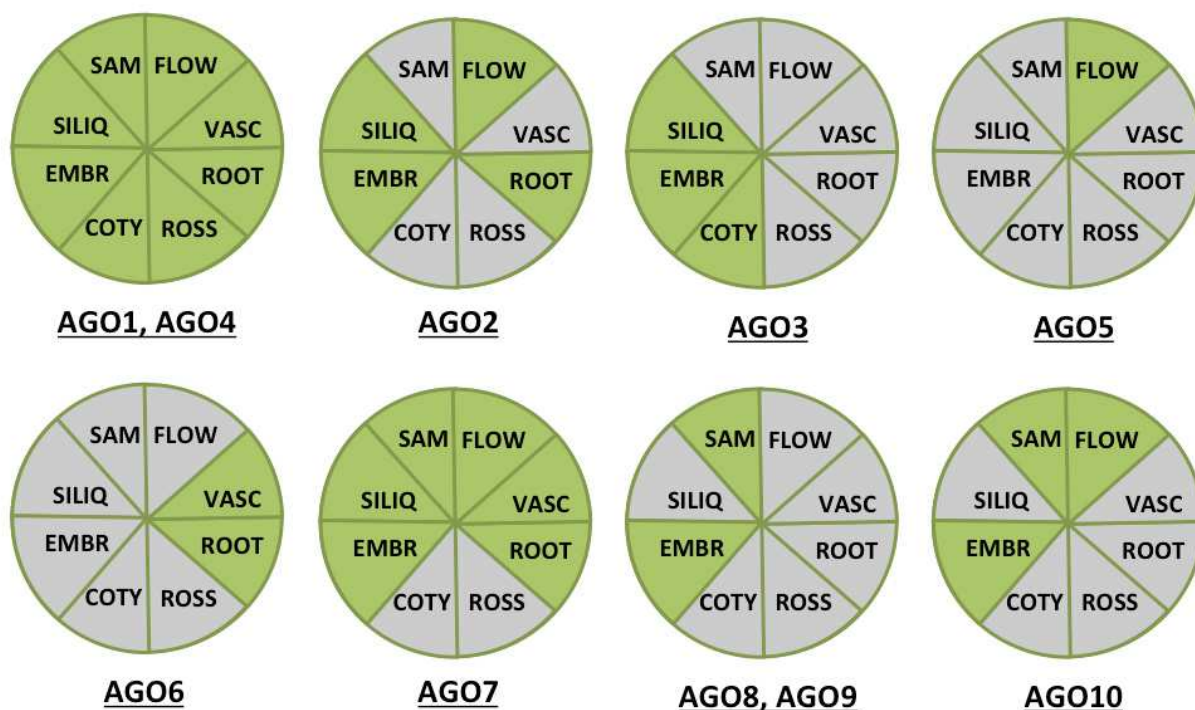 SAM FLOW
SILIQ VASC
EMBR ROOT
COTY ROSS
AGO1, AGO4
SAM FLOW
SILIQ VASC
EMBR ROOT
COTY ROSS
AGO2
SAM FLOW
SILIQ VASC
EMBR ROOT
COTY ROSS
AGO3
SAM FLOW
SILIQ VASC
EMBR ROOT
COTY ROSS
AGO5
SAM FLOW
SILIQ VASC
EMBR ROOT
COTY ROSS
AGO6
SAM FLOW
SILIQ VASC
EMBR ROOT
COTY ROSS
AGO7
SAM FLOW
SILIQ VASC
EMBR ROOT
COTY ROSS
AGO8, AGO9
SAM FLOW
SILIQ VASC
EMBR ROOT
COTY ROSS
AGO10